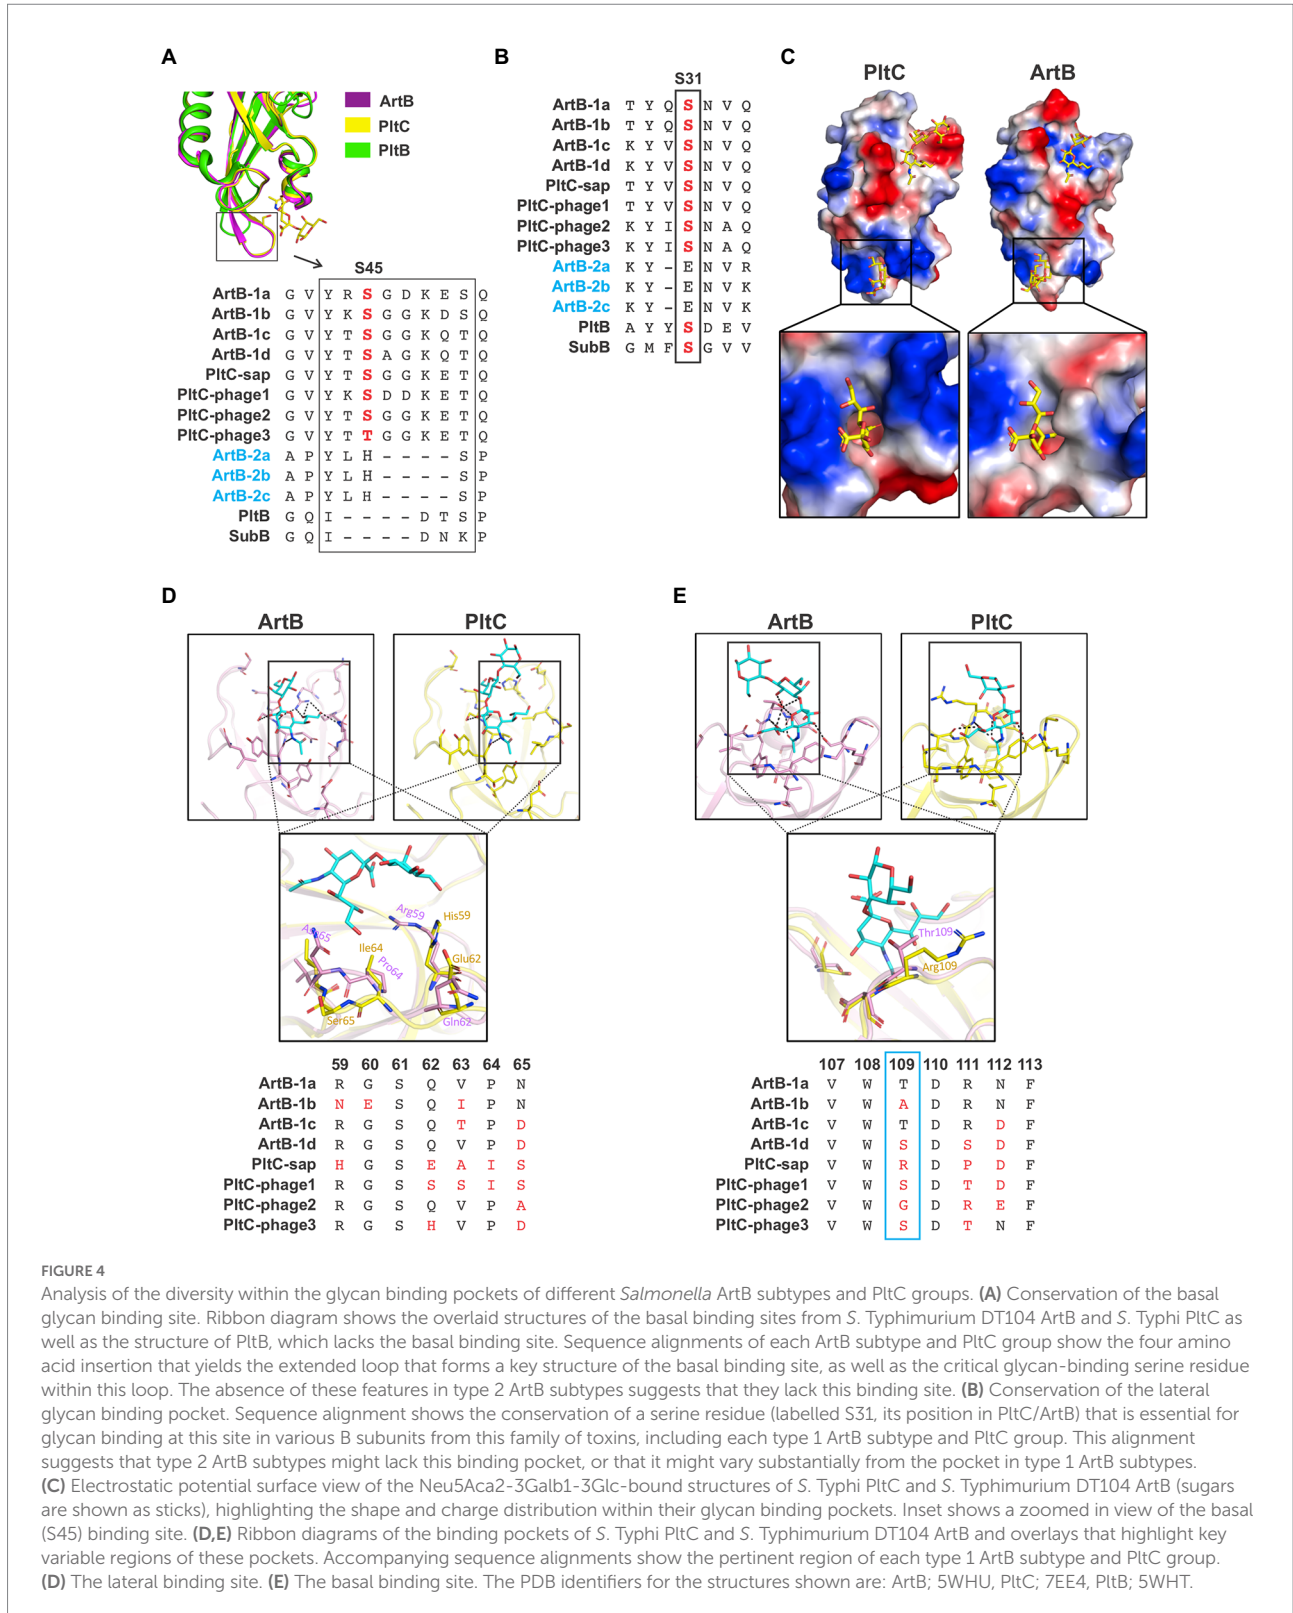 A
ArtB
PltC
PltB
S45
ArtB-1a G V Y R S G D K E S Q
ArtB-1b G V Y K S G G K D S Q
ArtB-1c G V Y T S G G K Q T Q
ArtB-1d G V Y T S A G K Q T Q
PltC-sap G V Y T S G G K E T Q
PltC-phage1 G V Y K S D D K E T Q
PltC-phage2 G V Y T S G G K E T Q
PltC-phage3 G V Y T T G G K E T Q
ArtB-2a A P Y L H - - - - S P
ArtB-2b A P Y L H - - - - S P
ArtB-2c A P Y L H - - - - S P
PltB G Q I - - - - D T S P
SubB G Q I - - - - D N K P
B
S31
ArtB-1a T Y Q S N V Q
ArtB-1b T Y Q S N V Q
ArtB-1c K Y V S N V Q
ArtB-1d K Y V S N V Q
PltC-sap T Y V S N V Q
PltC-phage1 T Y V S N V Q
PltC-phage2 K Y I S N A Q
PltC-phage3 K Y I S N A Q
ArtB-2a K Y - E N V R
ArtB-2b K Y - E N V K
ArtB-2c K Y - E N V K
PltB A Y Y S D E V
SubB G M F S G V V
C
PltC ArtB
D
ArtB PltC
Arg59
His59
Asn65
Ile64
Pro64
Glu62
Ser65
Gln62
59 60 61 62 63 64 65
ArtB-1a R G S Q V P N
ArtB-1b N E S Q I P N
ArtB-1c R G S Q T P D
ArtB-1d R G S Q V P D
PltC-sap H G S E A I S
PltC-phage1 R G S S S I S
PltC-phage2 R G S Q V P A
PltC-phage3 R G S H V P D
E
ArtB PltC
Thr109
Arg109
107 108 109 110 111 112 113
ArtB-1a V W T D R N F
ArtB-1b V W A D R N F
ArtB-1c V W T D R D F
ArtB-1d V W S D S D F
PltC-sap V W R D P D F
PltC-phage1 V W S D T D F
PltC-phage2 V W G D R E F
PltC-phage3 V W S D T N F
FIGURE 4
Analysis of the diversity within the glycan binding pockets of different Salmonella ArtB subtypes and PltC groups. (A) Conservation of the basal
glycan binding site. Ribbon diagram shows the overlaid structures of the basal binding sites from S. Typhimurium DT104 ArtB and S. Typhi PltC as
well as the structure of PltB, which lacks the basal binding site. Sequence alignments of each ArtB subtype and PltC group show the four amino
acid insertion that yields the extended loop that forms a key structure of the basal binding site, as well as the critical glycan-binding serine residue
within this loop. The absence of these features in type 2 ArtB subtypes suggests that they lack this binding site. (B) Conservation of the lateral
glycan binding pocket. Sequence alignment shows the conservation of a serine residue (labelled S31, its position in PltC/ArtB) that is essential for
glycan binding at this site in various B subunits from this family of toxins, including each type 1 ArtB subtype and PltC group. This alignment
suggests that type 2 ArtB subtypes might lack this binding pocket, or that it might vary substantially from the pocket in type 1 ArtB subtypes.
(C) Electrostatic potential surface view of the Neu5Aca2-3Galb1-3Glc-bound structures of S. Typhi PltC and S. Typhimurium DT104 ArtB (sugars
are shown as sticks), highlighting the shape and charge distribution within their glycan binding pockets. Inset shows a zoomed in view of the basal
(S45) binding site. (D,E) Ribbon diagrams of the binding pockets of S. Typhi PltC and S. Typhimurium DT104 ArtB and overlays that highlight key
variable regions of these pockets. Accompanying sequence alignments show the pertinent region of each type 1 ArtB subtype and PltC group.
(D) The lateral binding site. (E) The basal binding site. The PDB identifiers for the structures shown are: ArtB; 5WHU, PltC; 7EE4, PltB; 5WHT.